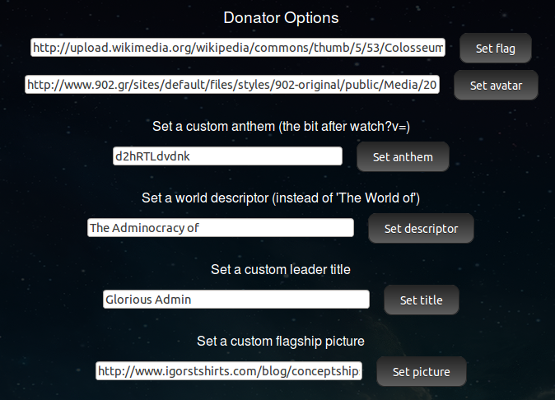 Donator Options
http://upload.wikimedia.org/wikipedia/commons/thumb/5/53/Colosseum Set flag
http://www.902.gr/sites/default/files/styles/902-original/public/Media/20 Set avatar
Set a custom anthem (the bit after watch?v=)
d2hRTLdvdnk Set anthem
Set a world descriptor (instead of 'The World of')
The Adminocracy of Set descriptor
Set a custom leader title
Glorious Admin Set title
Set a custom flagship picture
http://www.igorstshirts.com/blog/conceptship Set picture